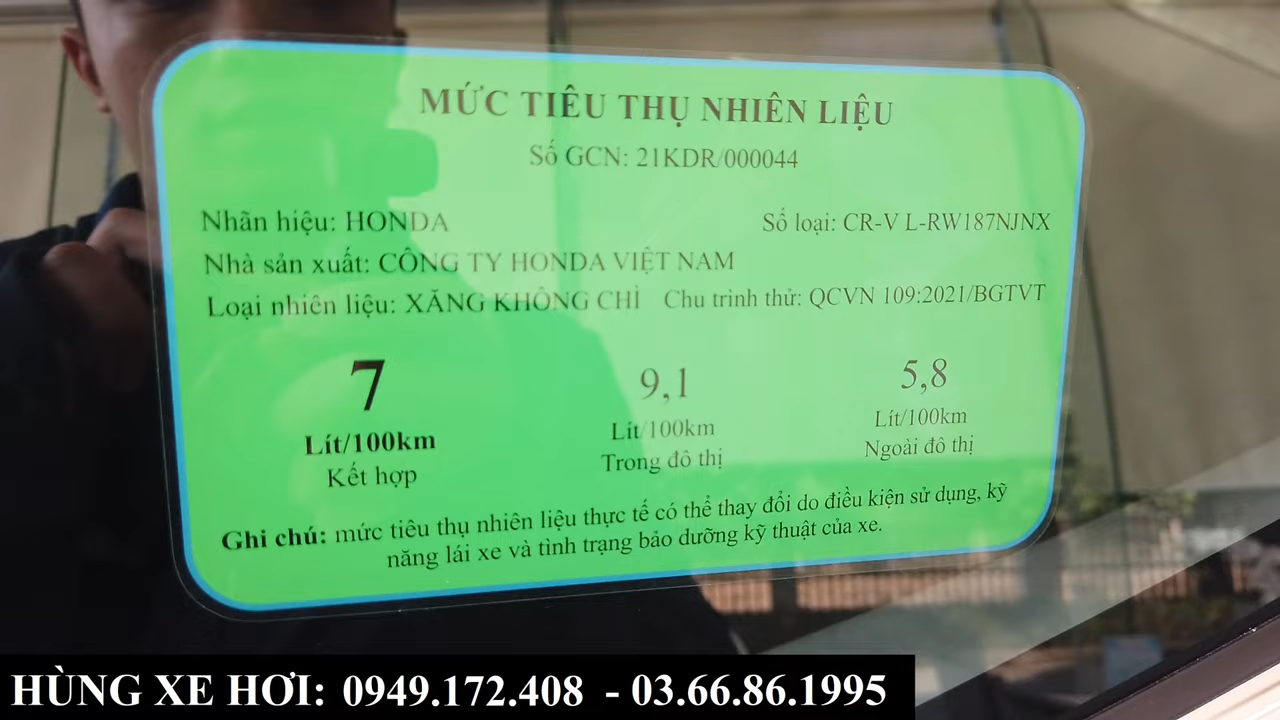 MỨC TIÊU THỤ NHIÊN LIỆU
Số GCN: 21KDR/000044
Nhãn hiệu: HONDA Số loại: CR-V L-RW187NJNX
Nhà sản xuất: CÔNG TY HONDA VIỆT NAM
Loại nhiên liệu: XĂNG KHÔNG CHÌ Chu trình thử: QCVN 109:2021/BGTVT
7 9,1 5,8
Lít/100km Lít/100km Lít/100km
Kết hợp Trong đô thị Ngoài đô thị
Ghi chú: mức tiêu thụ nhiên liệu thực tế có thể thay đổi do điều kiện sử dụng, kỹ
năng lái xe và tình trạng bảo dưỡng kỹ thuật của xe.
HÙNG XE HƠI: 0949.172.408 - 03.66.86.1995